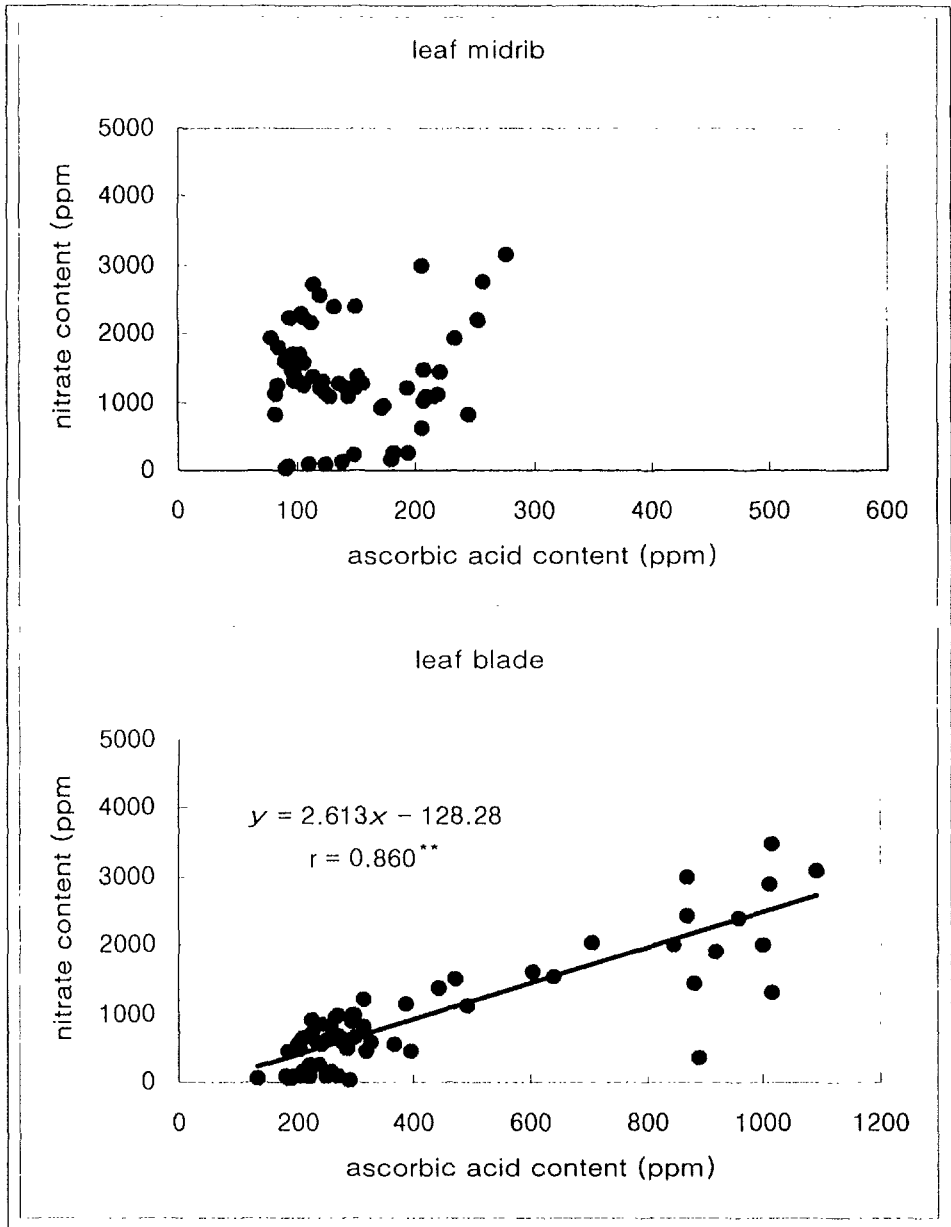 leaf midrib
5000
4000
3000
2000
1000
0
nitrate content (ppm
0 100 200 300 400 500 600
ascorbic acid content (ppm)
leaf blade
5000
4000
3000
2000
1000
0
nitrate content (ppm
y = 2.613x − 128.28
r = 0.860**
0 200 400 600 800 1000 1200
ascorbic acid content (ppm)